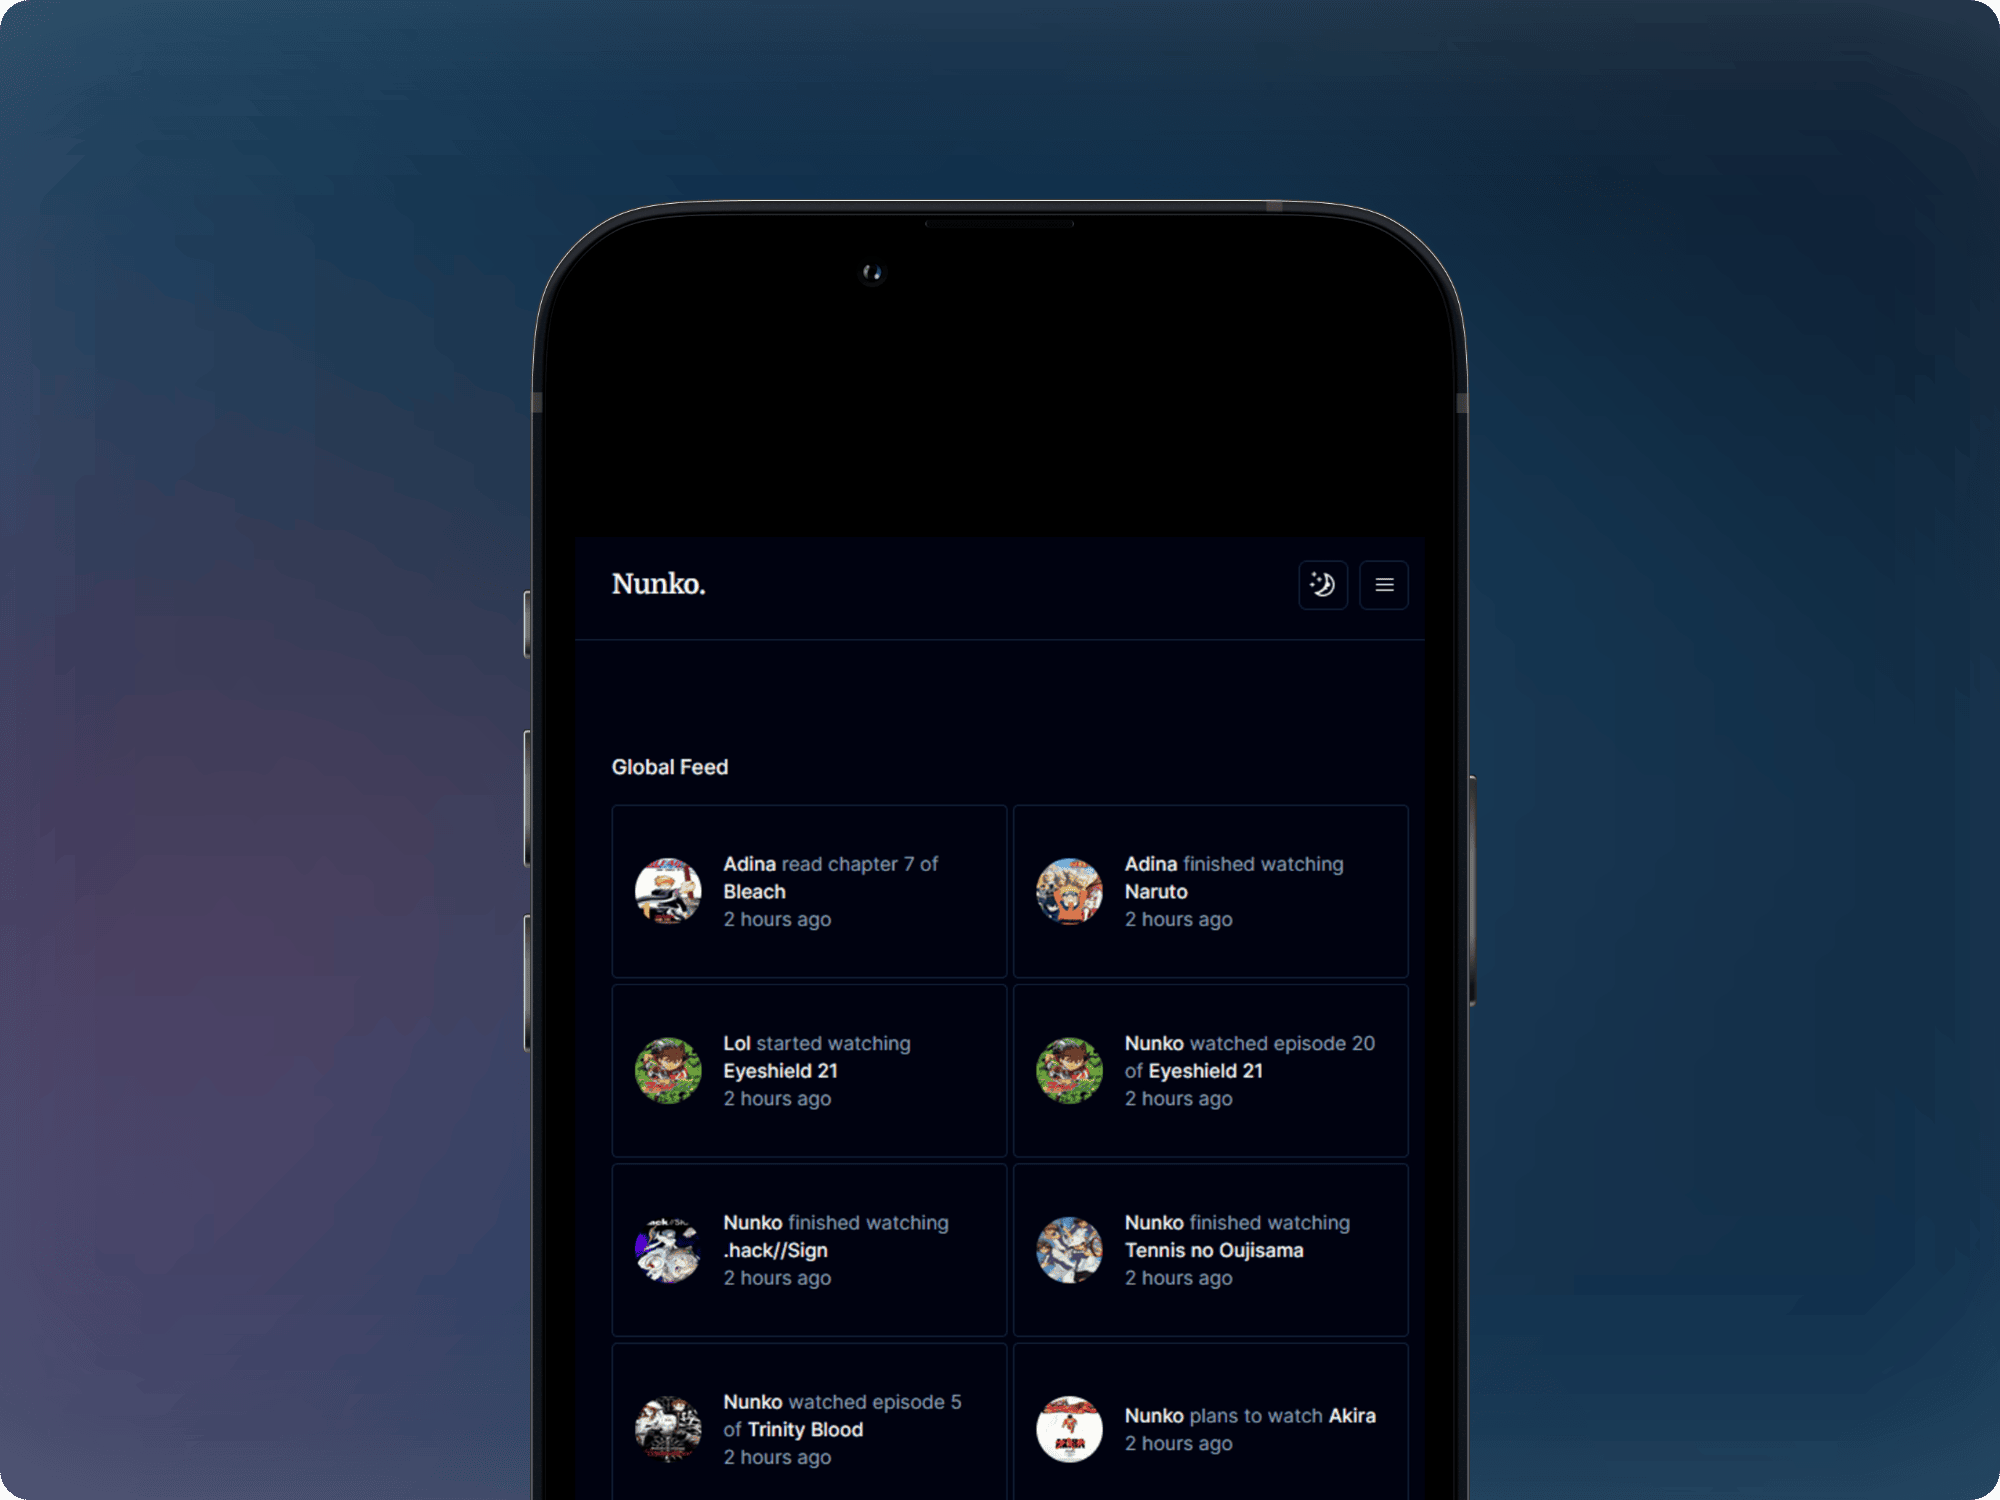 Nunko.
Global Feed
Adina read chapter 7 of
Bleach
2 hours ago
Adina finished watching
Naruto
2 hours ago
Lol started watching
Eyeshield 21
2 hours ago
Nunko watched episode 20
of Eyeshield 21
2 hours ago
Nunko finished watching
.hack//Sign
2 hours ago
Nunko finished watching
Tennis no Oujisama
2 hours ago
Nunko watched episode 5
of Trinity Blood
2 hours ago
Nunko plans to watch Akira
2 hours ago